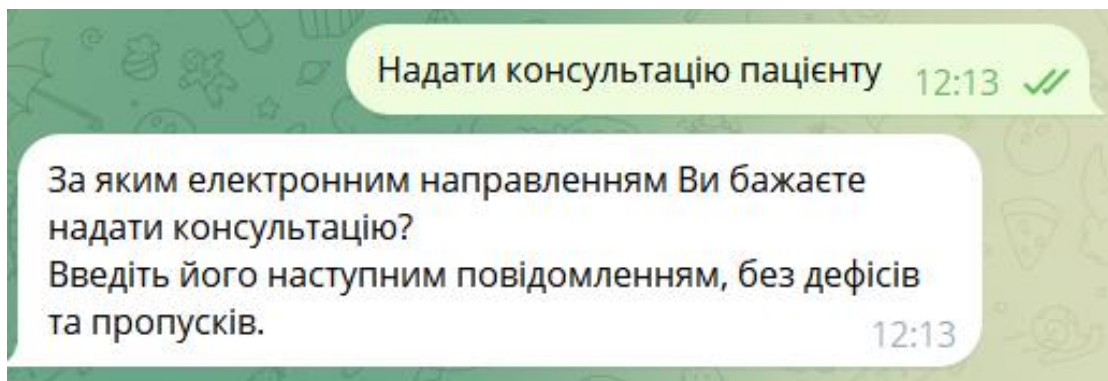 Надати консультацію пацієнту 12:13
За яким електронним направленням Ви бажаєте
надати консультацію?
Введіть його наступним повідомленням, без дефісів
та пропусків. 12:13